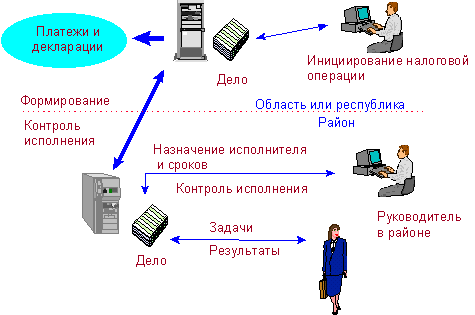 Платежи и
декларации
Дело
Инициирование налоговой
операции
Формирование
Область или республика
Контроль
исполнения
Район
Назначение исполнителя
и сроков
Контроль исполнения
Руководитель
в районе
Задачи
Результаты
Дело